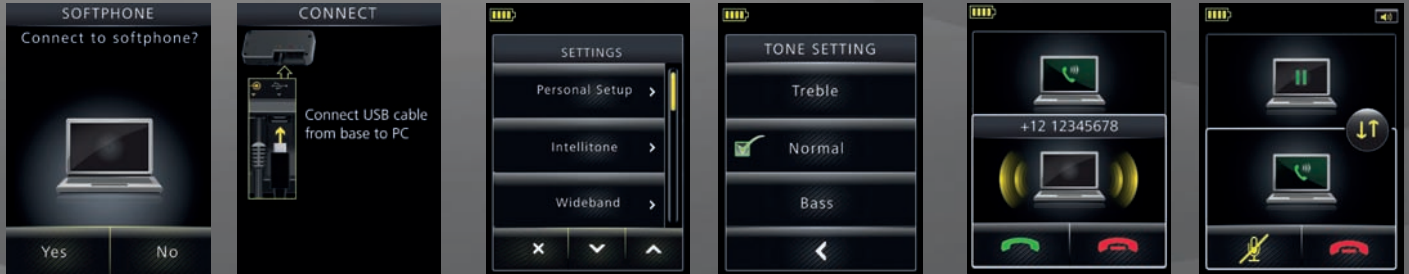 SOFTPHONE
Connect to softphone?
Yes
No
CONNECT
Connect USB cable
from base to PC
SETTINGS
Personal Setup
Intellitone
Wideband
TONE SETTING
Treble
Normal
Bass
+12 12345678